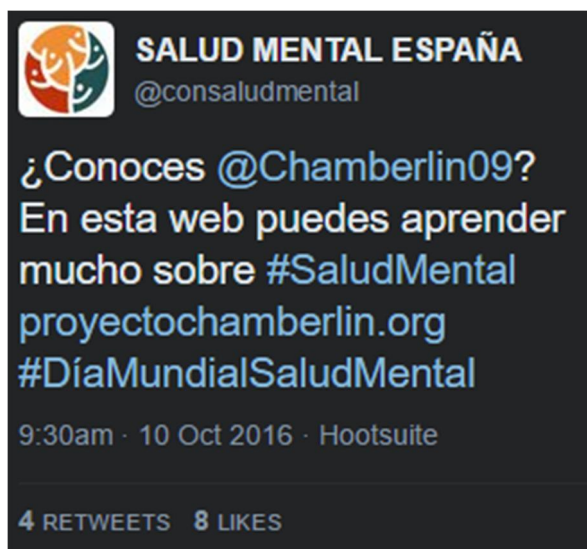 SALUD MENTAL ESPAÑA
@consaludmental
¿Conoces @Chamberlin09?
En esta web puedes aprender
mucho sobre #SaludMental
proyectochamberlin.org
#DíaMundialSaludMental
9:30am · 10 Oct 2016 · Hootsuite
4 RETWEETS 8 LIKES